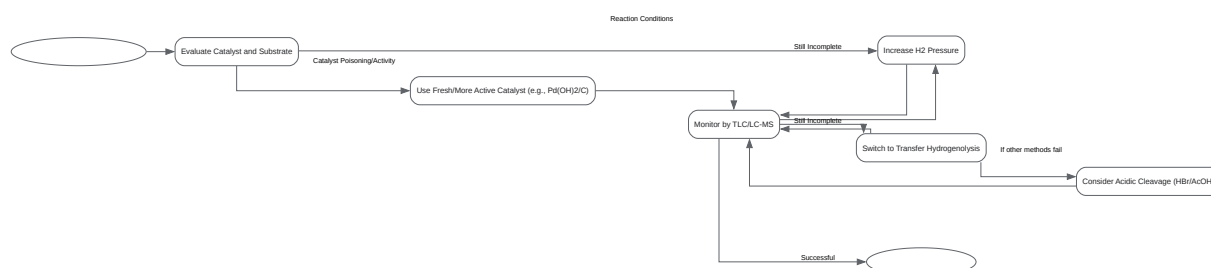 Reaction Conditions
Evaluate Catalyst and Substrate
Still Incomplete
Increase H2 Pressure
Catalyst Poisoning/Activity
Use Fresh/More Active Catalyst (e.g., Pd(OH)2/C)
Monitor by TLC/LC-MS
Still Incomplete
Switch to Transfer Hydrogenolysis
If other methods fail
Consider Acidic Cleavage (HBr/AcOH
Successful